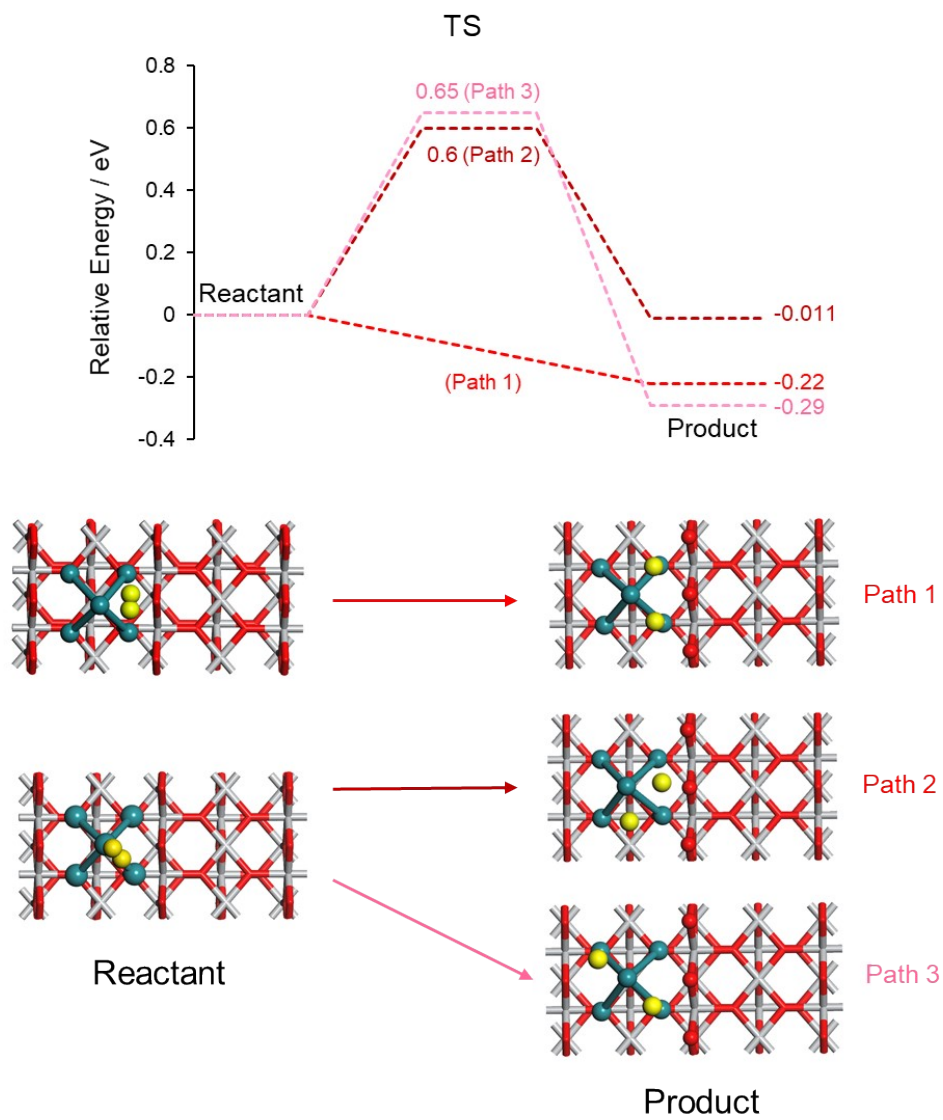 TS
0.8
0.6
0.4
0.2
0
-0.2
-0.4
Relative Energy / eV
0.65 (Path 3)
0.6 (Path 2)
Reactant
-0.011
(Path 1)
-0.22
-0.29
Product
Path 1
Path 2
Reactant
Path 3
Product